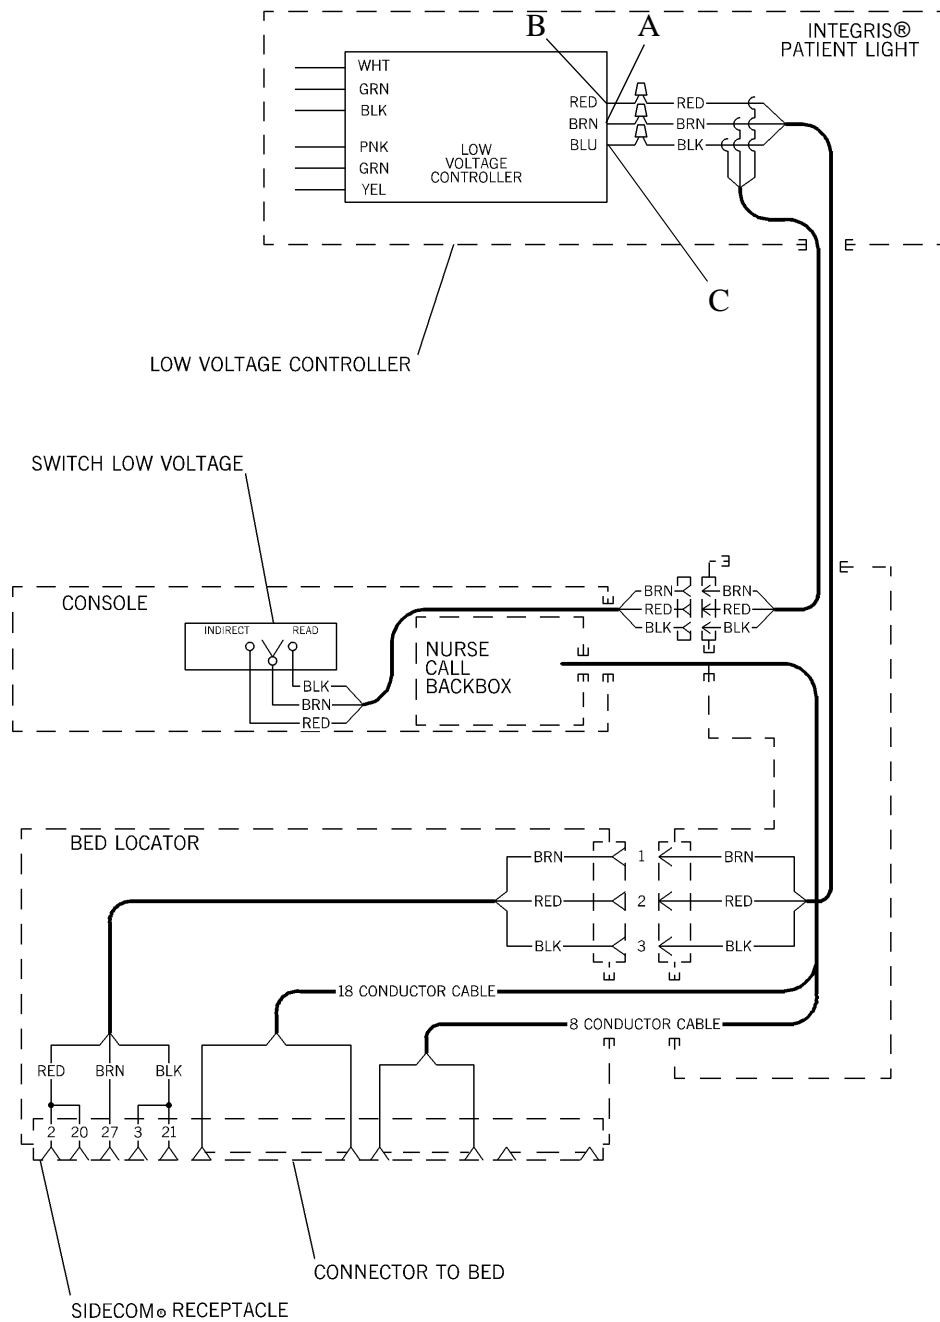 B
A
INTEGRIS®
PATIENT LIGHT
WHT
GRN
BLK
PNK
GRN
YEL
LOW
VOLTAGE
CONTROLLER
RED
BRN
BLU
RED
BRN
BLK
C
LOW VOLTAGE CONTROLLER
SWITCH LOW VOLTAGE
CONSOLE
INDIRECT
READ
BLK
BRN
RED
NURSE
CALL
BACKBOX
BRN
RED
BLK
BRN
RED
BLK
BED LOCATOR
BRN 1 BRN
RED 2 RED
BLK 3 BLK
18 CONDUCTOR CABLE
8 CONDUCTOR CABLE
RED BRN BLK
2 20 27 3 21
CONNECTOR TO BED
SIDECOM® RECEPTACLE